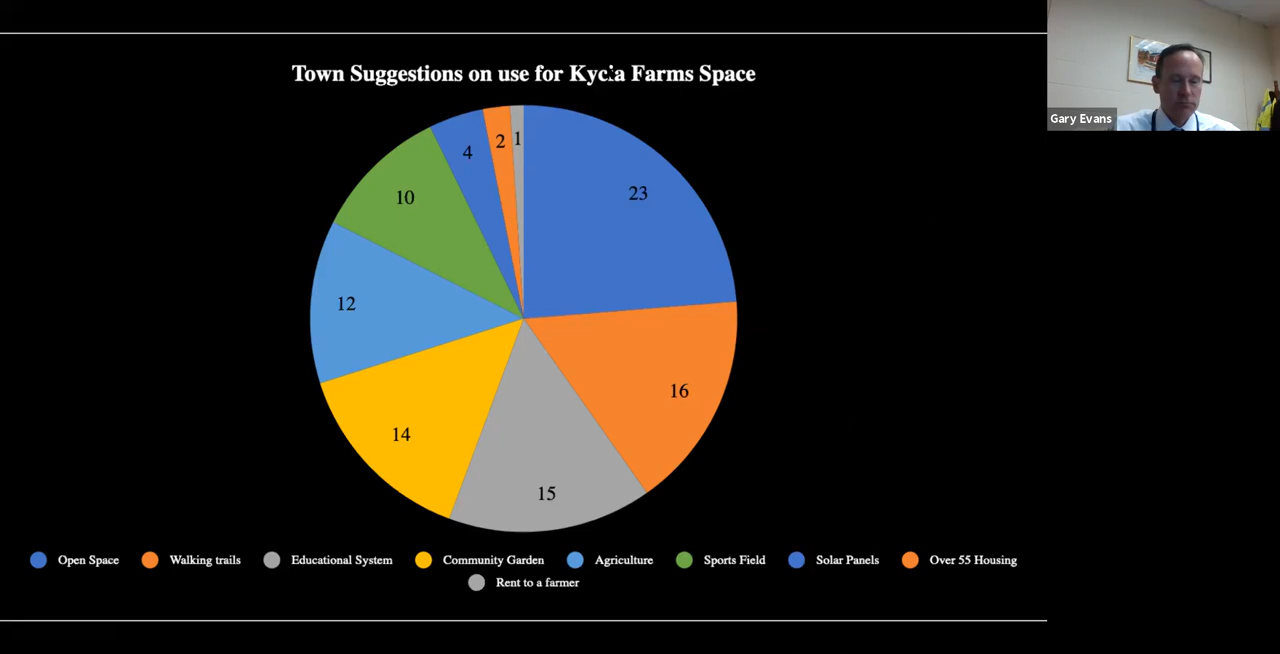 Town Suggestions on use for Kycia Farms Space
Gary Evans
1
2
4
23
10
12
16
14
15
Open Space
Walking trails
Educational System
Community Garden
Agriculture
Sports Field
Solar Panels
Over 55 Housing
Rent to a farmer